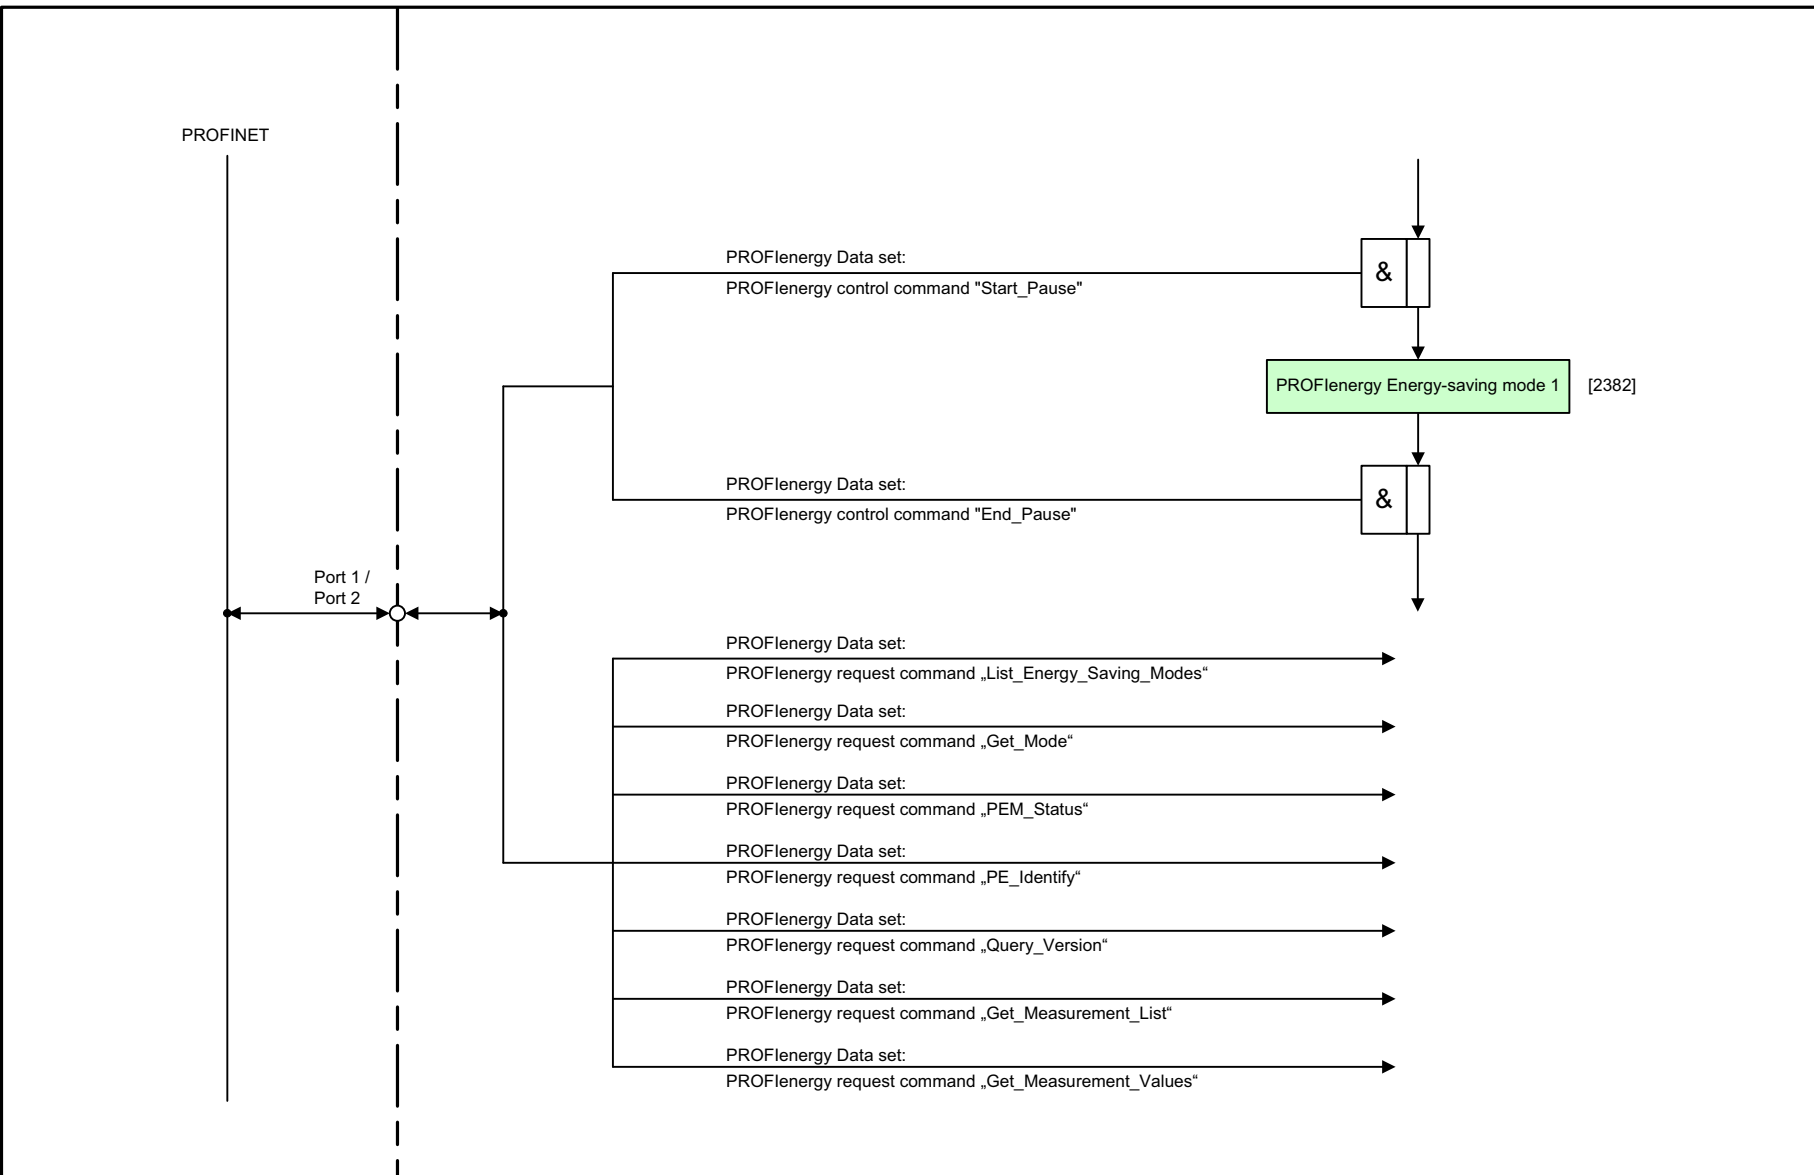 PROFINET
PROFIenergy Data set:
PROFIenergy control command "Start_Pause"
&
PROFIenergy Energy-saving mode 1
[2382]
PROFIenergy Data set:
PROFIenergy control command "End_Pause"
&
Port 1 /
Port 2
PROFIenergy Data set:
PROFIenergy request command „List_Energy_Saving_Modes“
PROFIenergy Data set:
PROFIenergy request command „Get_Mode“
PROFIenergy Data set:
PROFIenergy request command „PEM_Status“
PROFIenergy Data set:
PROFIenergy request command „PE_Identify“
PROFIenergy Data set:
PROFIenergy request command „Query_Version“
PROFIenergy Data set:
PROFIenergy request command „Get_Measurement_List“
PROFIenergy Data set:
PROFIenergy request command „Get_Measurement_Values“